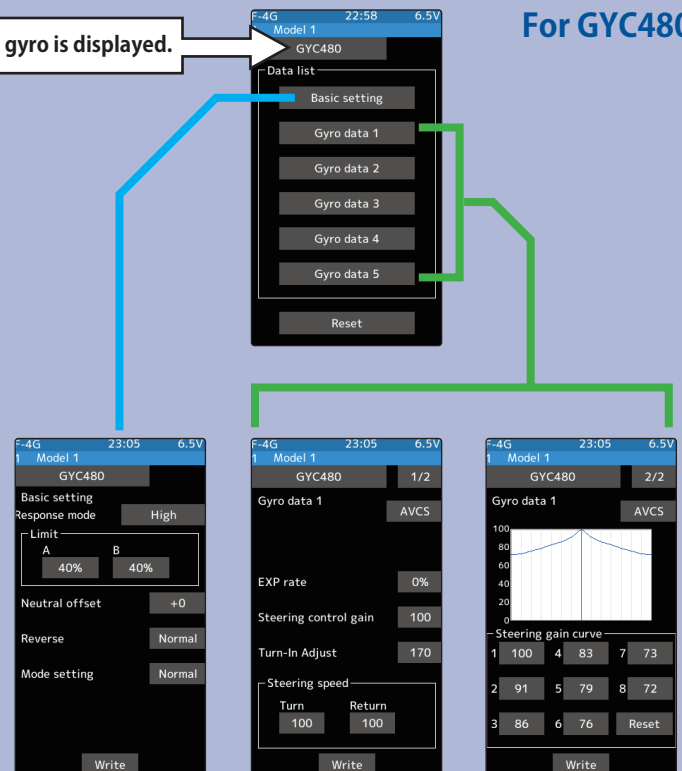 gyro is displayed.
For GYC480
F-4G 22:58 6.5V
Model 1
GYC480
Data list
Basic setting
Gyro data 1
Gyro data 2
Gyro data 3
Gyro data 4
Gyro data 5
Reset
F-4G 23:05 6.5V
1 Model 1
GYC480
Basic setting
Response mode High
Limit
A B
40% 40%
Neutral offset +0
Reverse Normal
Mode setting Normal
Write
F-4G 23:05 6.5V
1 Model 1
GYC480 1/2
Gyro data 1
AVCS
EXP rate 0%
Steering control gain 100
Turn-In Adjust 170
Steering speed
Turn Return
100 100
Write
F-4G 23:05 6.5V
1 Model 1
GYC480 2/2
Gyro data 1
AVCS
100
80
60
40
20
0
Steering gain curve
1 100 4 83 7 73
2 91 5 79 8 72
3 86 6 76 Reset
Write